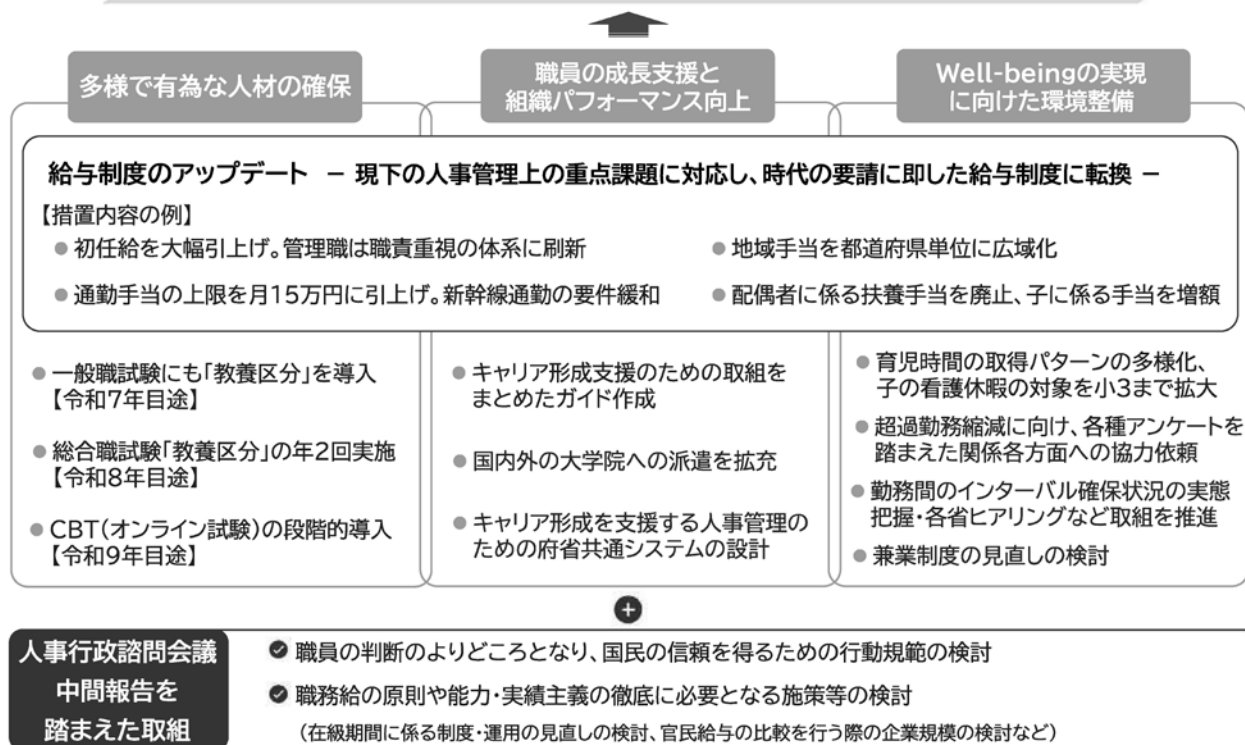 多様で有為な人材の確保
職員の成長支援と
組織パフォーマンス向上
Well-beingの実現
に向けた環境整備
給与制度のアップデート － 現下の人事管理上の重点課題に対応し、時代の要請に即した給与制度に転換 －
【措置内容の例】
● 初任給を大幅引上げ。管理職は職責重視の体系に刷新
● 地域手当を都道府県単位に広域化
● 通勤手当の上限を月15万円に引上げ。新幹線通勤の要件緩和
● 配偶者に係る扶養手当を廃止、子に係る手当を増額
● 一般職試験にも「教養区分」を導入
【令和7年目途】
● 総合職試験「教養区分」の年2回実施
【令和8年目途】
● CBT(オンライン試験)の段階的導入
【令和9年目途】
● キャリア形成支援のための取組を
まとめたガイド作成
● 国内外の大学院への派遣を拡充
● キャリア形成を支援する人事管理の
ための府省共通システムの設計
● 育児時間の取得パターンの多様化、
子の看護休暇の対象を小3まで拡大
● 超過勤務縮減に向け、各種アンケートを
踏まえた関係各方面への協力依頼
● 勤務間のインターバル確保状況の実態
把握・各省ヒアリングなど取組を推進
● 兼業制度の見直しの検討
+
人事行政諮問会議
中間報告を
踏まえた取組
✓ 職員の判断のよりどころとなり、国民の信頼を得るための行動規範の検討
✓ 職務給の原則や能力・実績主義の徹底に必要となる施策等の検討
(在級期間に係る制度・運用の見直しの検討、官民給与の比較を行う際の企業規模の検討など)